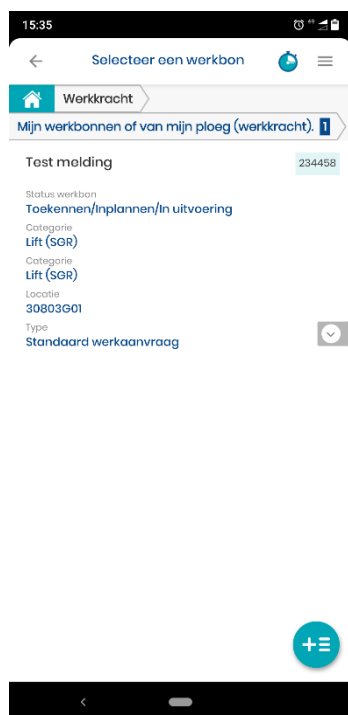 15:35
Selecteer een werkbon
Werkkracht
Mijn werkbonnen of van mijn ploeg (werkkracht). 1
Test melding 234458
Status werkbon
Toekennen/Inplannen/In uitvoering
Categorie
Lift (SGR)
Categorie
Lift (SGR)
Locatie
30803G01
Type
Standaard werkaanvraag